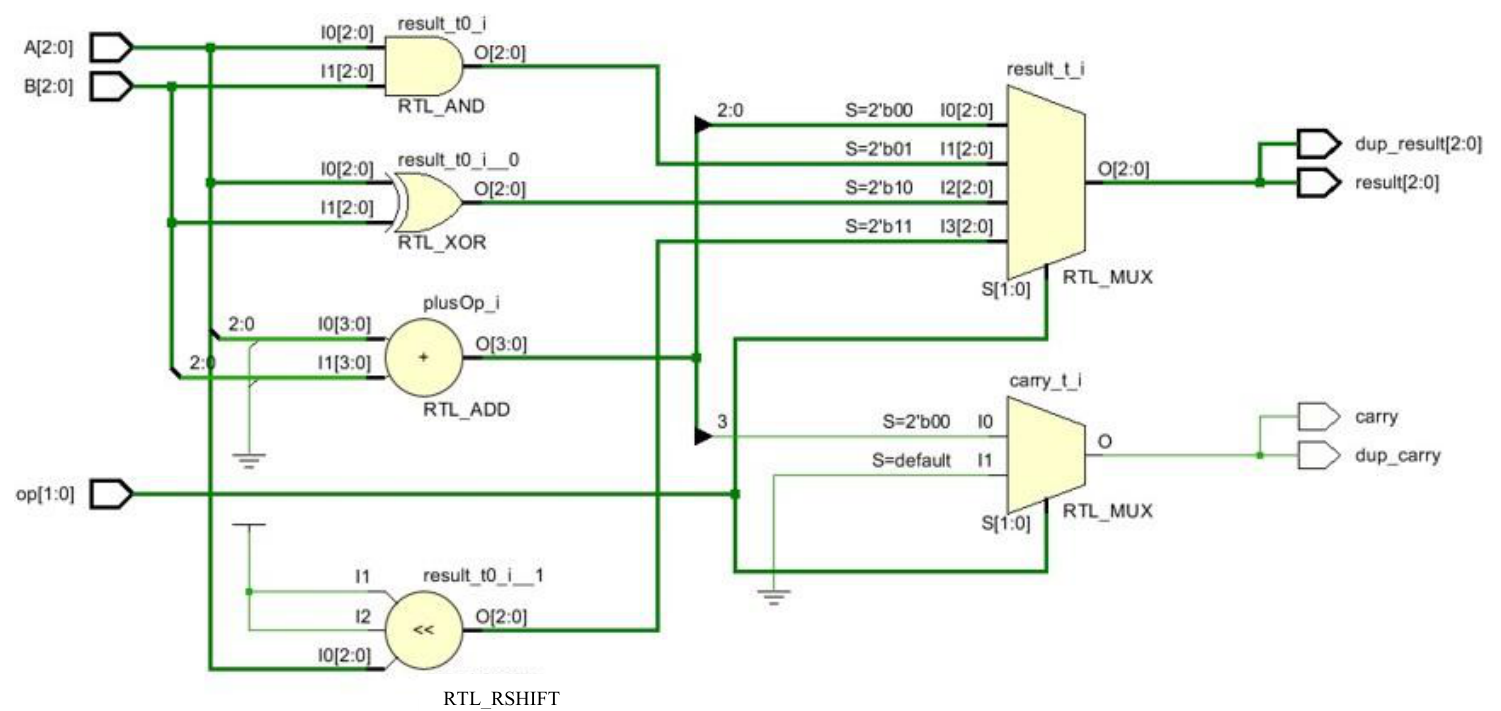 result_t0_i
A[2:0]
I0[2:0]
O[2:0]
B[2:0]
I1[2:0]
RTL_AND
result_t_i
2:0
S=2'b00
I0[2:0]
S=2'b01
I1[2:0]
S=2'b10
I2[2:0]
S=2'b11
I3[2:0]
O[2:0]
dup_result[2:0]
result[2:0]
S[1:0]
RTL_MUX
result_t0_i__0
I0[2:0]
O[2:0]
I1[2:0]
RTL_XOR
plusOp_i
2:0
I0[3:0]
+
O[3:0]
2:0
I1[3:0]
RTL_ADD
carry_t_i
3
S=2'b00
I0
S=default
I1
O
carry
dup_carry
S[1:0]
RTL_MUX
op[1:0]
result_t0_i__1
I1
I2
<<
O[2:0]
I0[2:0]
RTL_RSHIFT